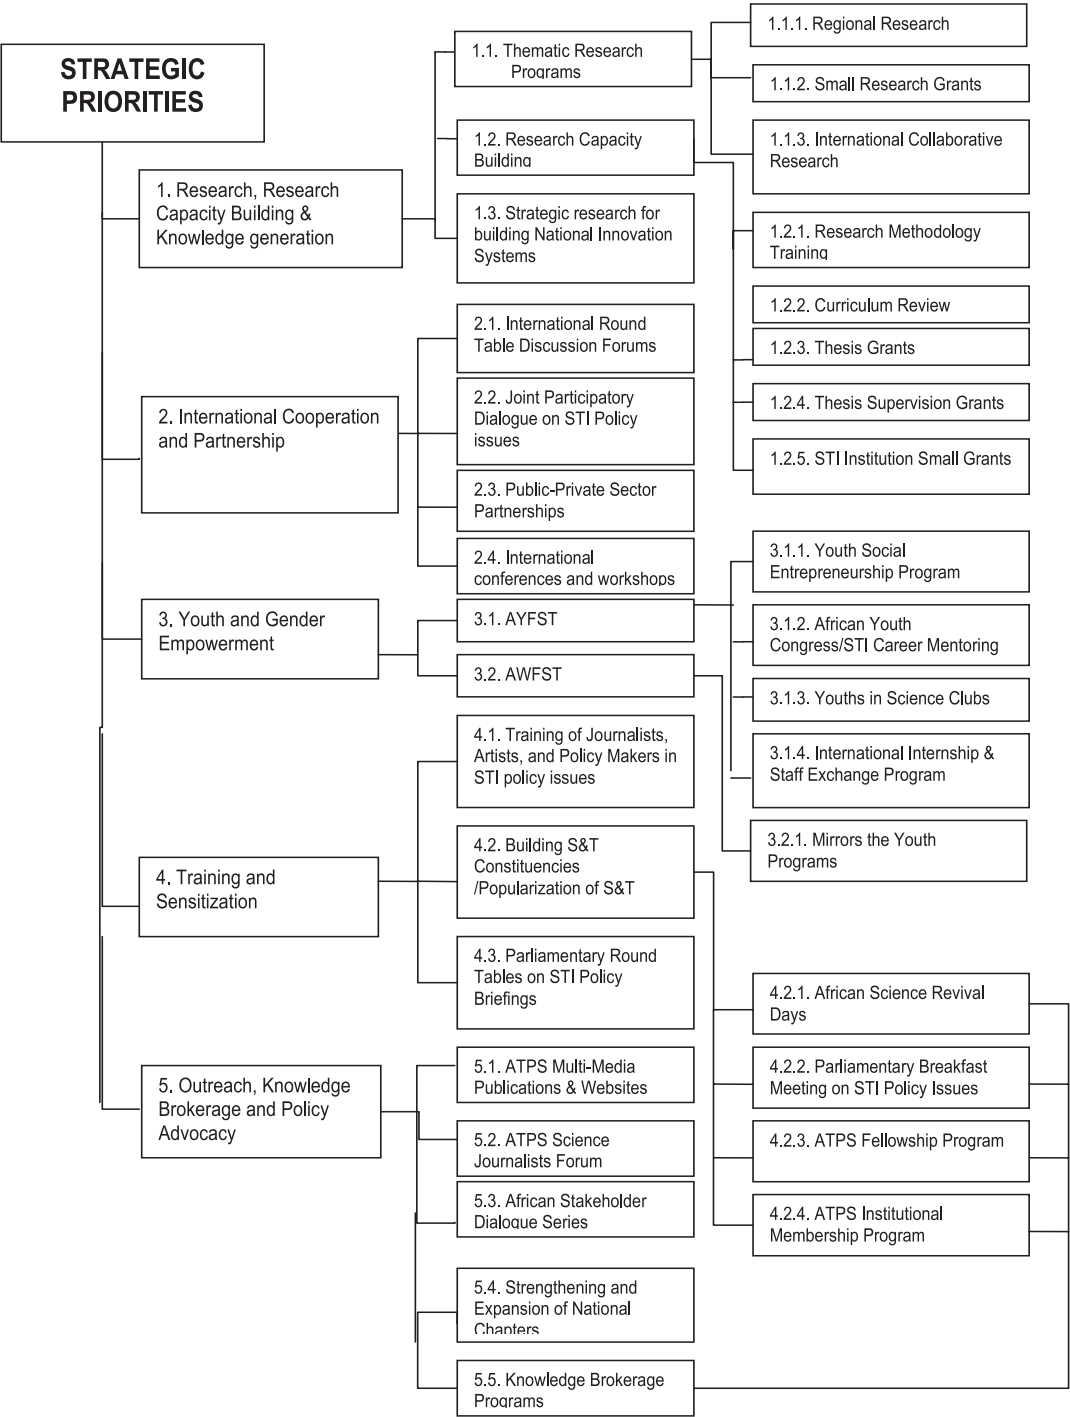 STRATEGIC
PRIORITIES
1. Research, Research
Capacity Building &
Knowledge generation
1.1. Thematic Research
Programs
1.1.1. Regional Research
1.1.2. Small Research Grants
1.1.3. International Collaborative
Research
1.2. Research Capacity
Building
1.2.1. Research Methodology
Training
1.2.2. Curriculum Review
1.2.3. Thesis Grants
1.2.4. Thesis Supervision Grants
1.2.5. STI Institution Small Grants
1.3. Strategic research for
building National Innovation
Systems
2. International Cooperation
and Partnership
2.1. International Round
Table Discussion Forums
2.2. Joint Participatory
Dialogue on STI Policy
issues
2.3. Public-Private Sector
Partnerships
2.4. International
conferences and workshops
3. Youth and Gender
Empowerment
3.1. AYFST
3.1.1. Youth Social
Entrepreneurship Program
3.1.2. African Youth
Congress/STI Career Mentoring
3.1.3. Youths in Science Clubs
3.1.4. International Internship &
Staff Exchange Program
3.2. AWFST
3.2.1. Mirrors the Youth
Programs
4. Training and
Sensitization
4.1. Training of Journalists,
Artists, and Policy Makers in
STI policy issues
4.2. Building S&T
Constituencies
/Popularization of S&T
4.2.1. African Science Revival
Days
4.2.2. Parliamentary Breakfast
Meeting on STI Policy Issues
4.2.3. ATPS Fellowship Program
4.2.4. ATPS Institutional
Membership Program
4.3. Parliamentary Round
Tables on STI Policy
Briefings
5. Outreach, Knowledge
Brokerage and Policy
Advocacy
5.1. ATPS Multi-Media
Publications & Websites
5.2. ATPS Science
Journalists Forum
5.3. African Stakeholder
Dialogue Series
5.4. Strengthening and
Expansion of National
Chapters
5.5. Knowledge Brokerage
Programs